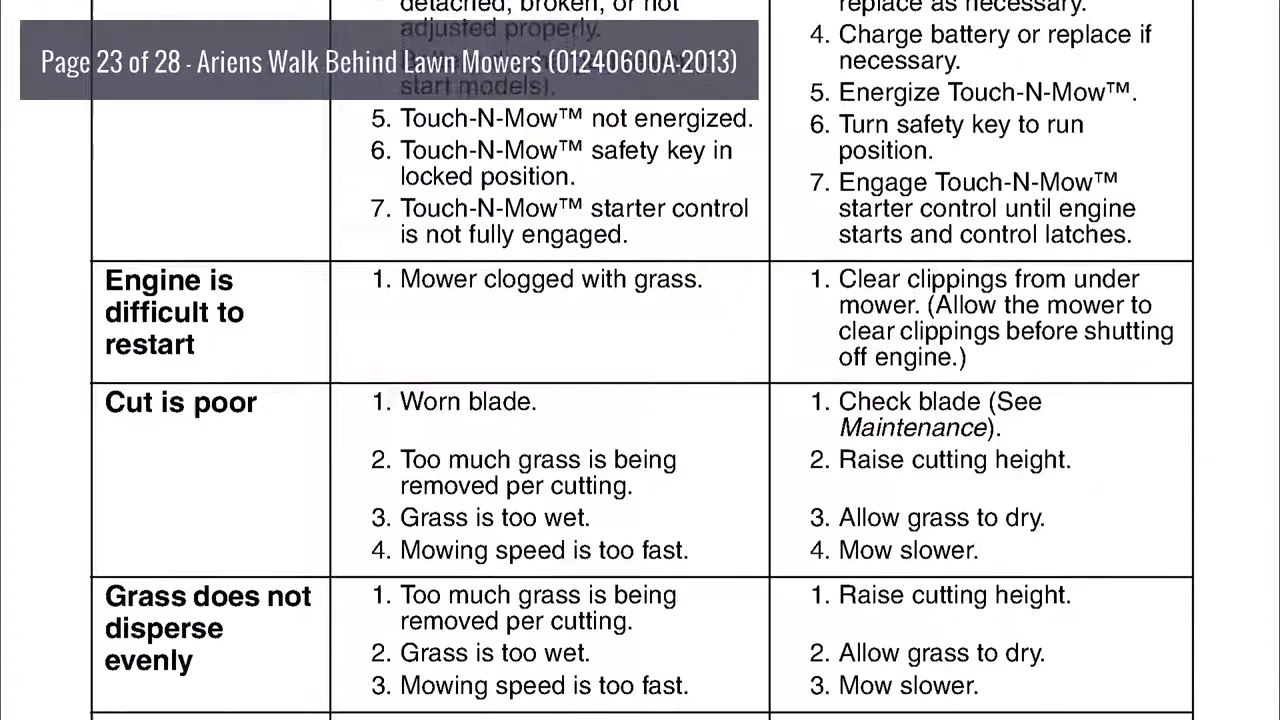 detached, broken, or not
adjusted properly.
start models).
5. Touch-N-Mow™ not energized.
6. Touch-N-Mow™ safety key in
locked position.
7. Touch-N-Mow™ starter control
is not fully engaged.
replace as necessary.
4. Charge battery or replace if
necessary.
5. Energize Touch-N-Mow™.
6. Turn safety key to run
position.
7. Engage Touch-N-Mow™
starter control until engine
starts and control latches.
Page 23 of 28 - Ariens Walk Behind Lawn Mowers (01240600A-2013)
Engine is
difficult to
restart
1. Mower clogged with grass.
1. Clear clippings from under
mower. (Allow the mower to
clear clippings before shutting
off engine.)
Cut is poor
1. Worn blade.
1. Check blade (See
Maintenance).
2. Too much grass is being
removed per cutting.
2. Raise cutting height.
3. Grass is too wet.
3. Allow grass to dry.
4. Mowing speed is too fast.
4. Mow slower.
Grass does not
disperse
evenly
1. Too much grass is being
removed per cutting.
1. Raise cutting height.
2. Grass is too wet.
2. Allow grass to dry.
3. Mowing speed is too fast.
3. Mow slower.